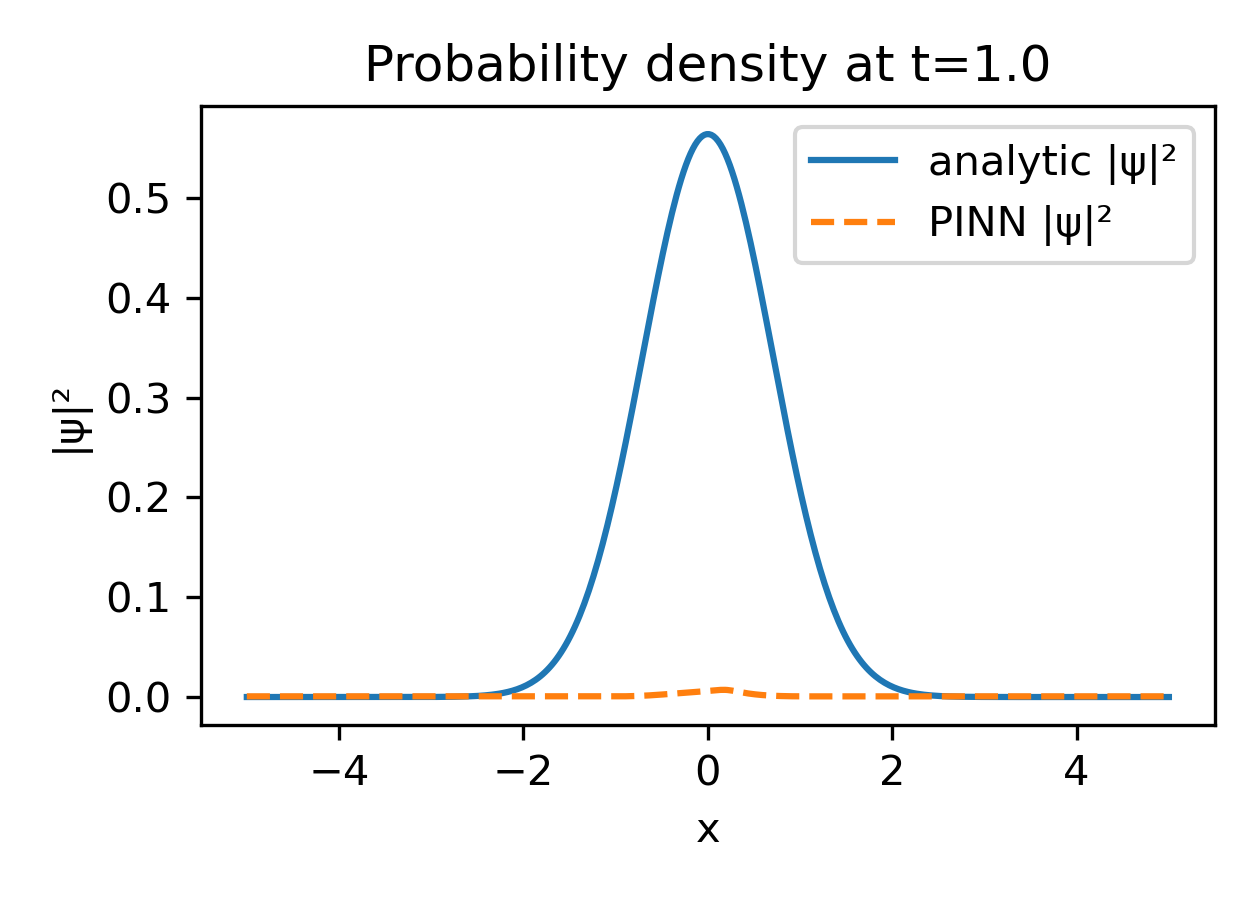 Probability density at t=1.0
analytic |ψ|²
PINN |ψ|²
|ψ|²
0.5
0.4
0.3
0.2
0.1
0.0
−4
−2
0
2
4
x